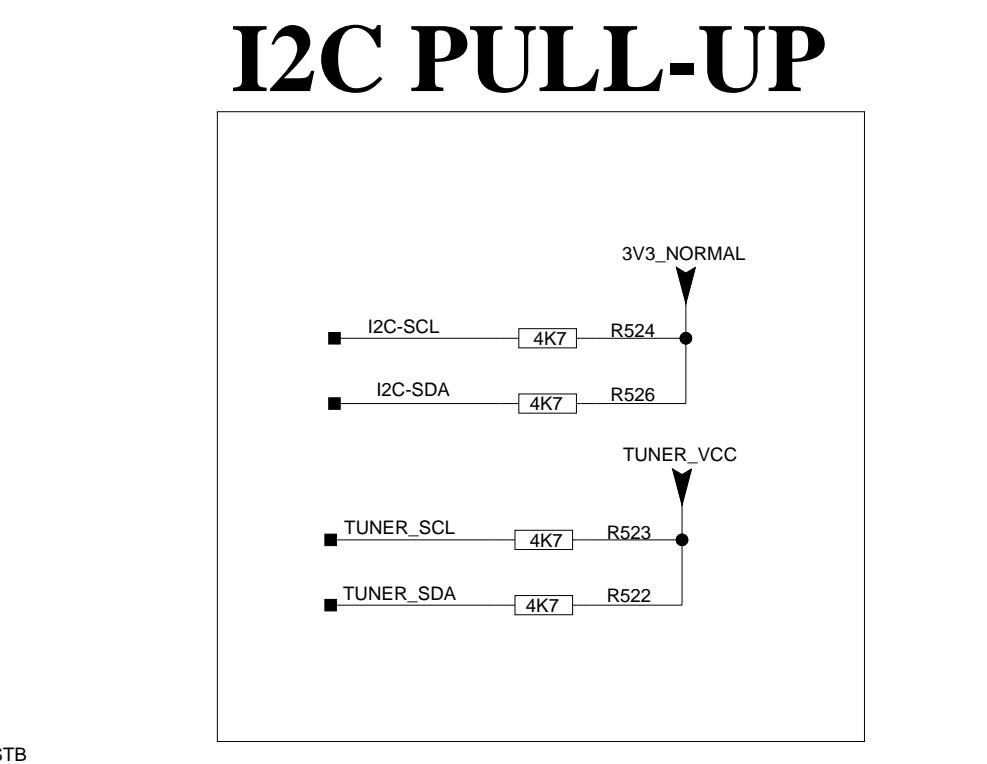 I2C PULL-UP
3V3_NORMAL
I2C-SCL
4K7
R524
I2C-SDA
4K7
R526
TUNER_VCC
TUNER_SCL
4K7
R523
TUNER_SDA
4K7
R522
STB